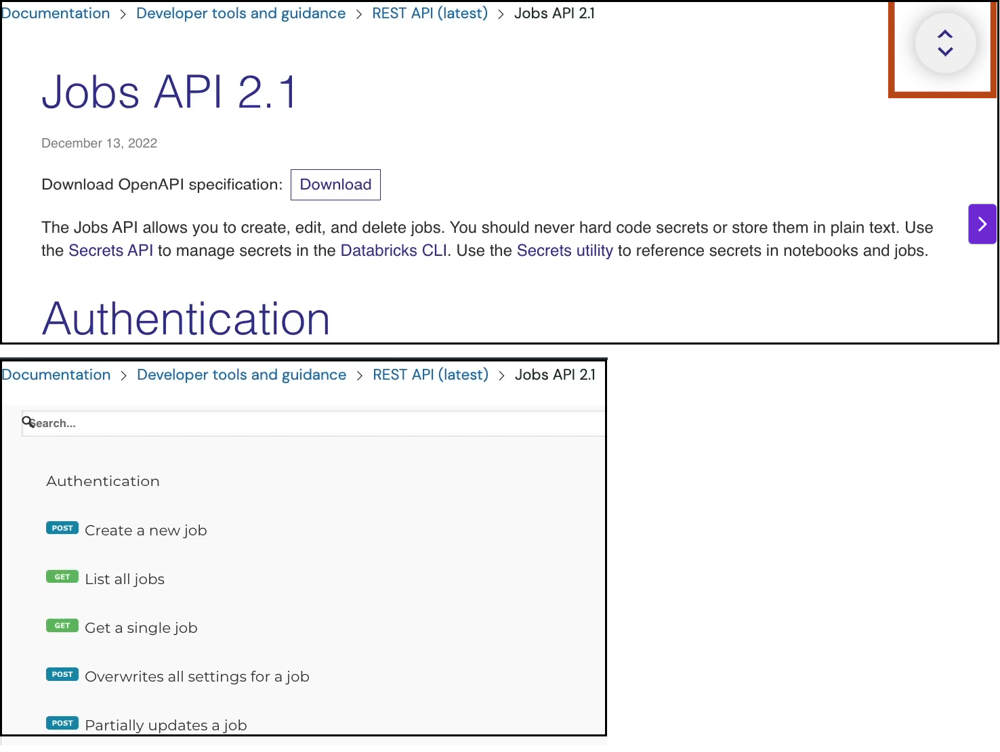 Documentation > Developer tools and guidance > REST API (latest) > Jobs API 2.1
Jobs API 2.1
December 13, 2022
Download OpenAPI specification: Download
The Jobs API allows you to create, edit, and delete jobs. You should never hard code secrets or store them in plain text. Use
the Secrets API to manage secrets in the Databricks CLI. Use the Secrets utility to reference secrets in notebooks and jobs.
Authentication
Documentation > Developer tools and guidance > REST API (latest) > Jobs API 2.1
Search...
Authentication
POST Create a new job
GET List all jobs
GET Get a single job
POST Overwrites all settings for a job
POST Partially updates a job